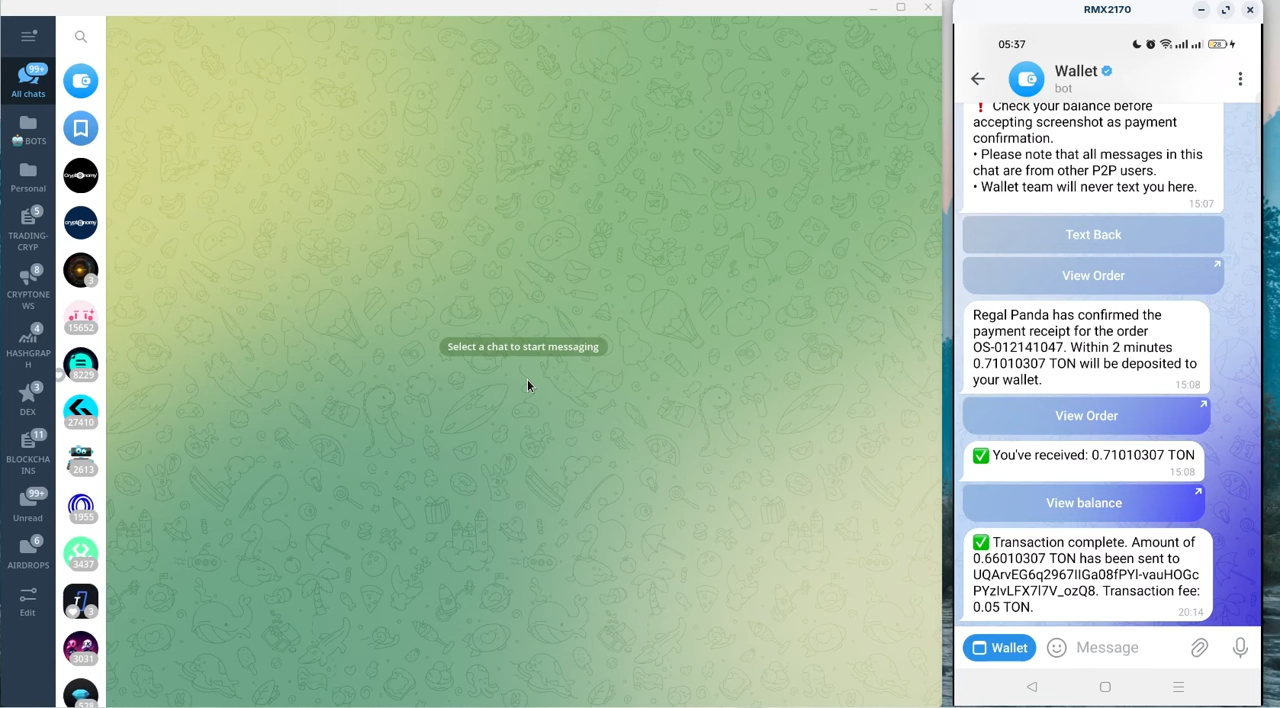 99+
All chats
BOTS
Personal
5
TRADING-
CRYP
8
CRYPTONE
WS
4
HASHGRAP
H
3
DEX
11
BLOCKCHA
INS
99+
Unread
6
AIRDROPS
Edit
3
15652
8229
27410
2613
1955
3437
3
3031
Select a chat to start messaging
RMX2170
05:37
28
Wallet
bot
❗ Check your balance before
accepting screenshot as payment
confirmation.
• Please note that all messages in this
chat are from other P2P users.
• Wallet team will never text you here.
15:07
Text Back
View Order
Regal Panda has confirmed the
payment receipt for the order
OS-012141047. Within 2 minutes
0.71010307 TON will be deposited to
your wallet.
15:08
View Order
✅ You've received: 0.71010307 TON
15:08
View balance
✅ Transaction complete. Amount of
0.66010307 TON has been sent to
UQArvEG6q2967IlGa08fPYl-vauHOGc
PYzIvLFX7l7V_ozQ8. Transaction fee:
0.05 TON.
20:14
Wallet
Message